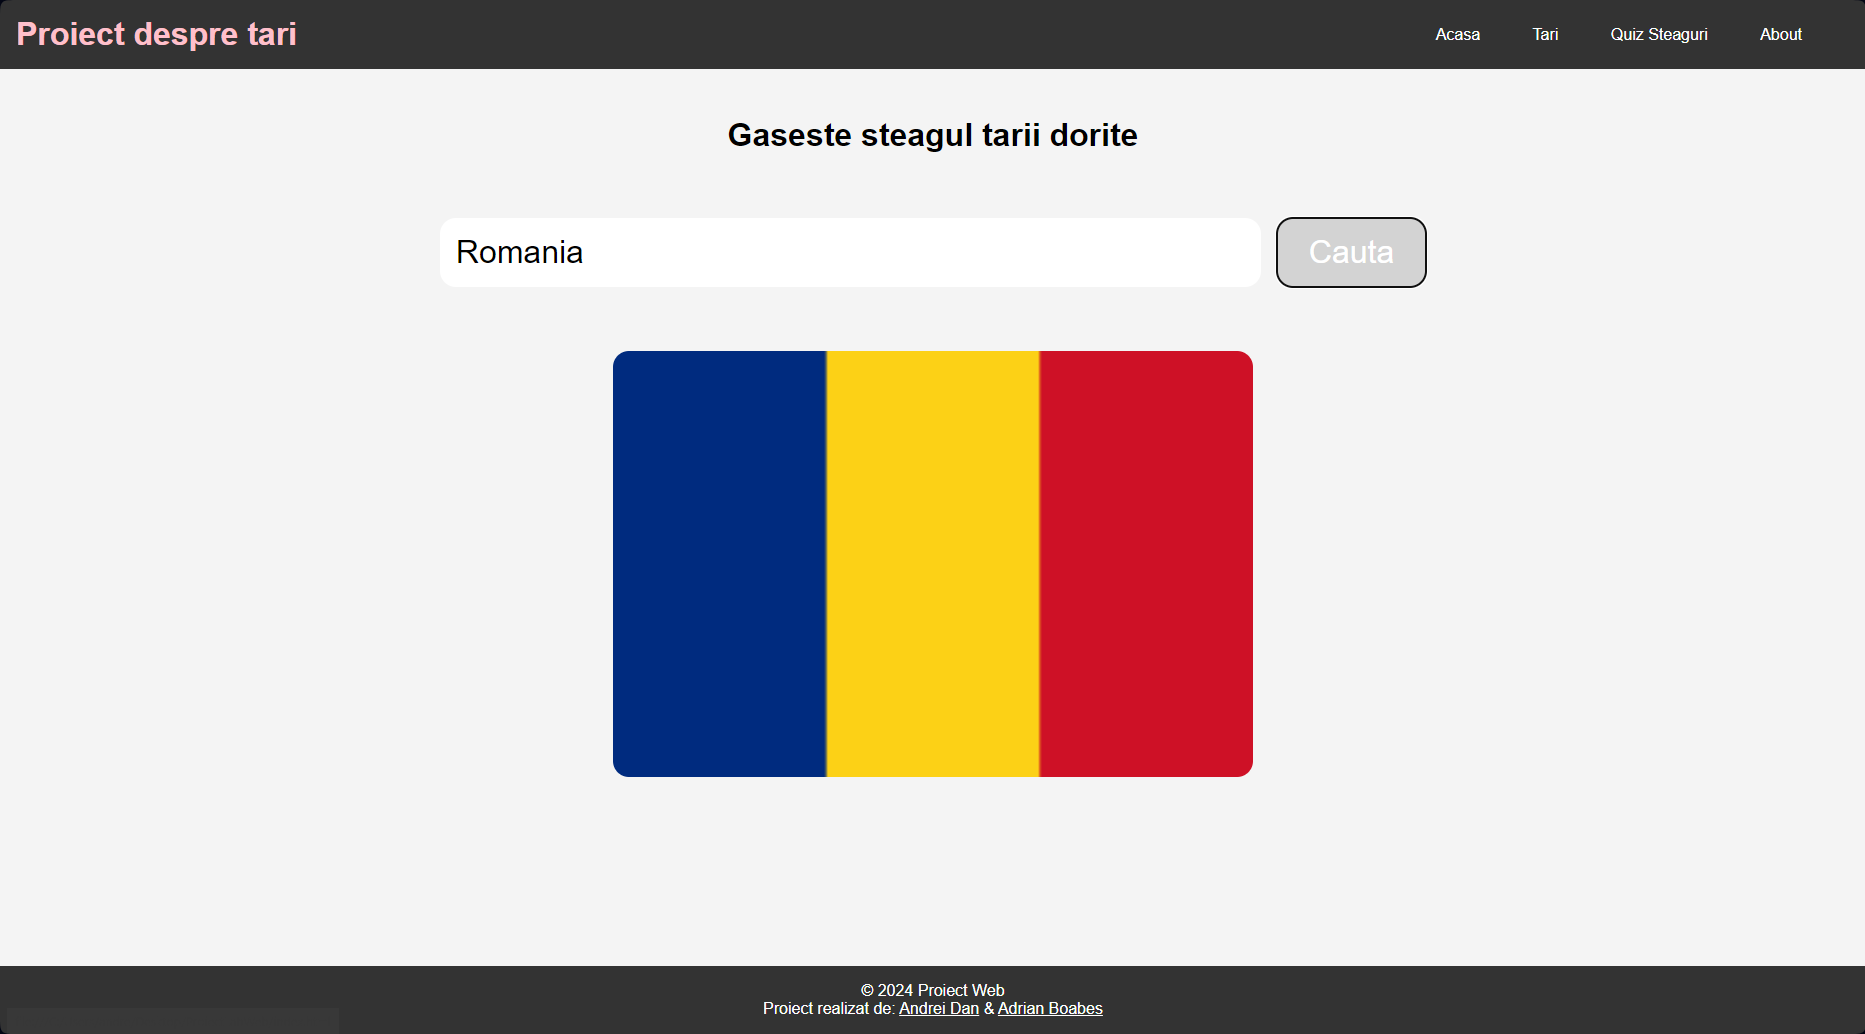 Proiect despre tari
Acasa Tari Quiz Steaguri About
Gaseste steagul tarii dorite
Romania Cauta
© 2024 Proiect Web
Proiect realizat de: Andrei Dan & Adrian Boabes